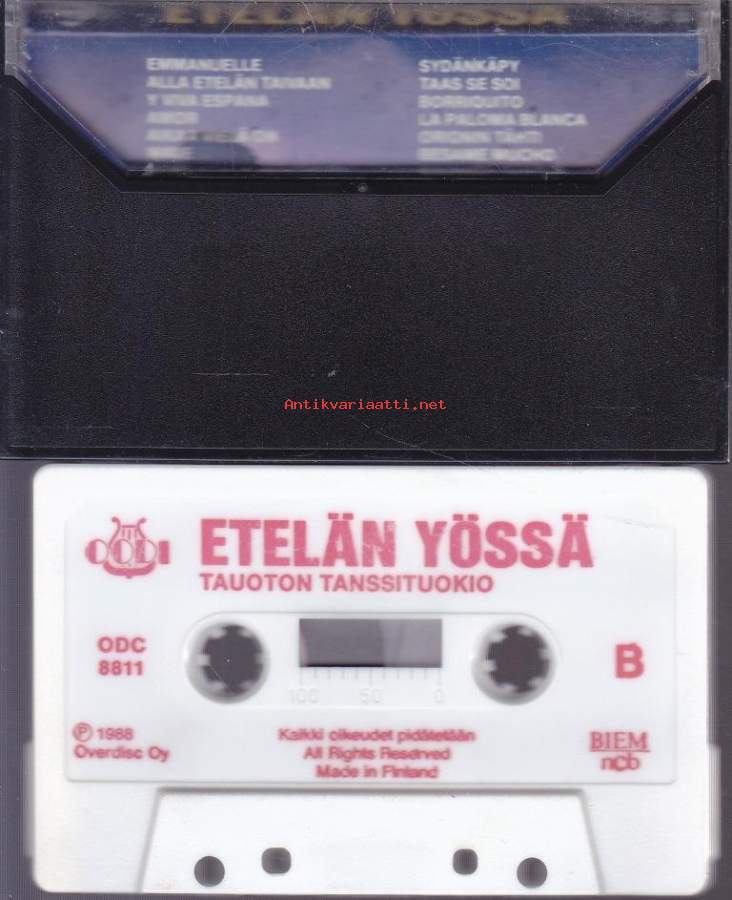 ETELÄN YÖSSÄ
EMMANUELLE
ALLA ETELÄN TAIVAAN
Y VIVA ESPANA
AMOR
SYDÄNKÄPY
TAAS SE SOI
BORRIQUITO
LA PALOMA BLANCA
ORIONIN TÄHTI
BESAME MUCHO
Antikvariaatti.net
ODDI
ETELÄN YÖSSÄ
TAUOTON TANSSITUOKIO
ODC
8811
B
100 50 0
℗ 1988
Overdisc Oy
Kaikki oikeudet pidätetään
All Rights Reserved
Made in Finland
BIEM
ncb